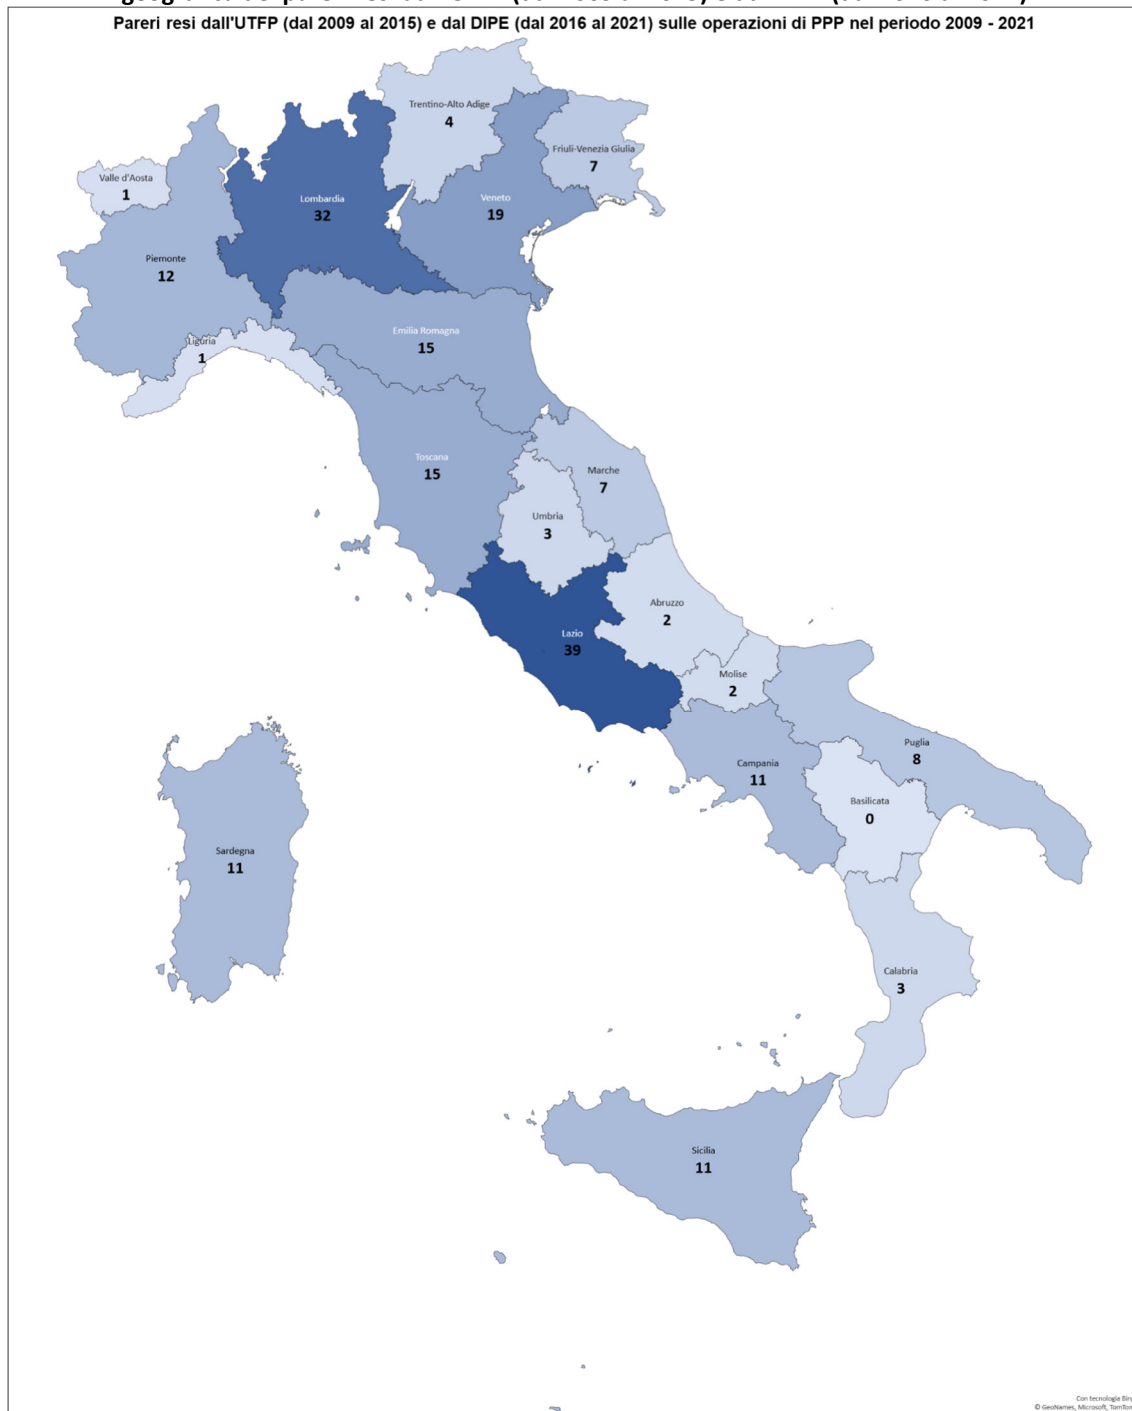 Pareri resi dall'UTFP (dal 2009 al 2015) e dal DIPE (dal 2016 al 2021) sulle operazioni di PPP nel periodo 2009 - 2021
Trentino-Alto Adige
4
Friuli-Venezia Giulia
7
Valle d'Aosta
1
Lombardia
32
Veneto
19
Piemonte
12
Emilia Romagna
15
Liguria
1
Toscana
15
Marche
7
Umbria
3
Abruzzo
2
Lazio
39
Molise
2
Puglia
8
Campania
11
Basilicata
0
Sardegna
11
Calabria
3
Sicilia
11
Con tecnologia Bing
© GeoNames, Microsoft, TomTom